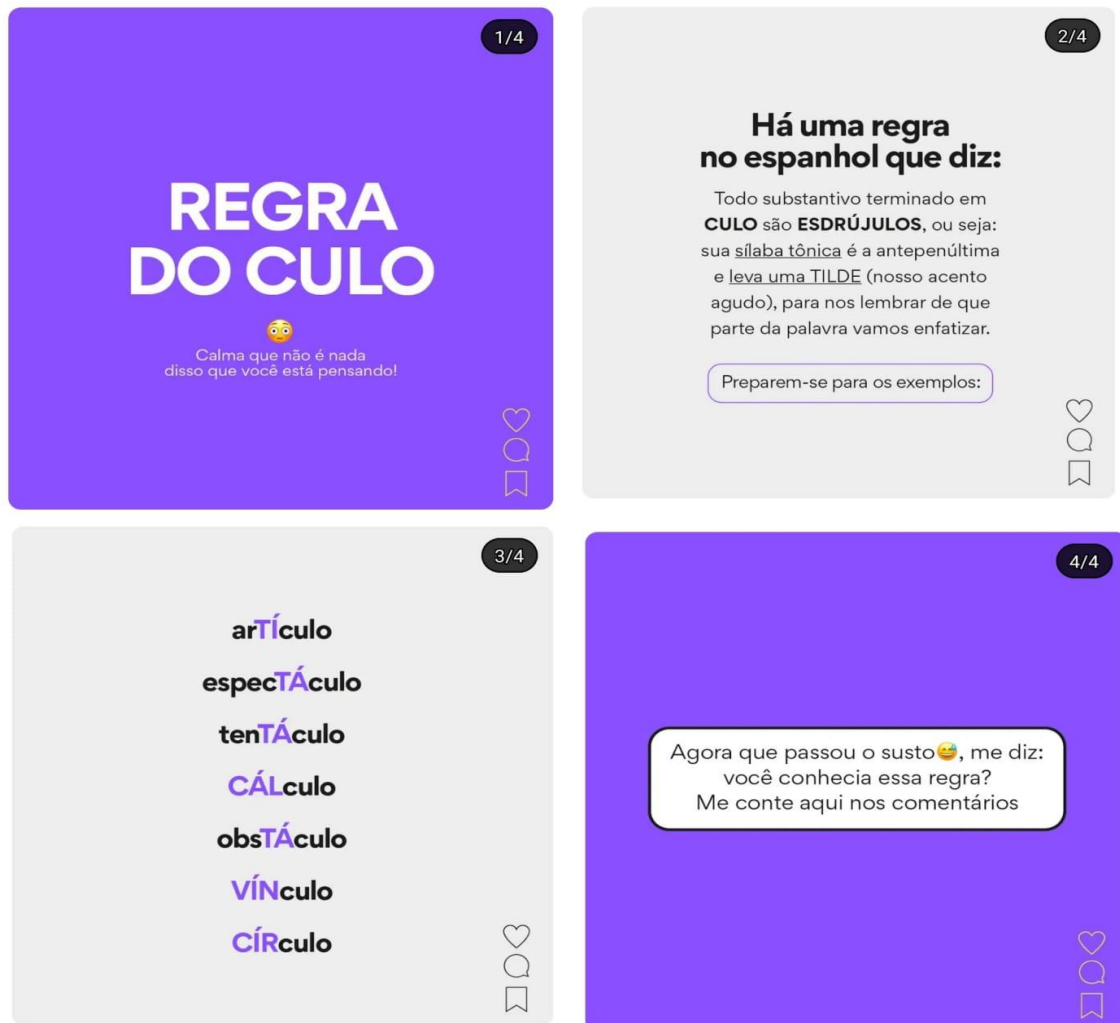 1/4
REGRA
DO CULO
😳
Calma que não é nada
disso que você está pensando!
2/4
Há uma regra
no espanhol que diz:
Todo substantivo terminado em
CULO são ESDRÚJULOS, ou seja:
sua sílaba tônica é a antepenúltima
e leva uma TILDE (nosso acento
agudo), para nos lembrar de que
parte da palavra vamos enfatizar.
Preparem-se para os exemplos:
3/4
arTÍculo
especTÁculo
tenTÁculo
CÁLculo
obsTÁculo
VÍNculo
CÍRculo
4/4
Agora que passou o susto😅, me diz:
você conhecia essa regra?
Me conte aqui nos comentários